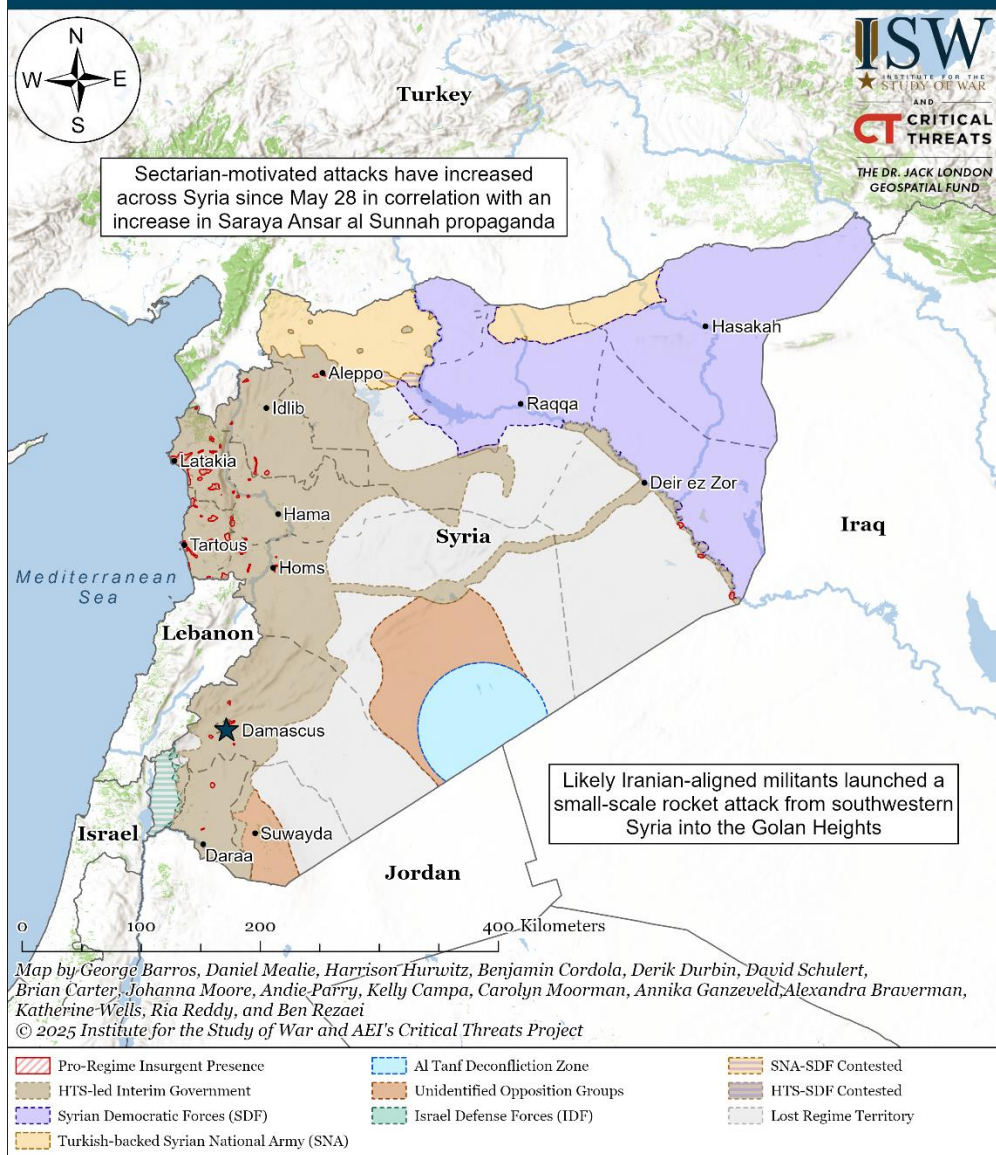 N
W
E
S
ISW
INSTITUTE FOR THE
STUDY OF WAR
AND
CT CRITICAL
THREATS
THE DR. JACK LONDON
GEOSPATIAL FUND
Turkey
Sectarian-motivated attacks have increased
across Syria since May 28 in correlation with an
increase in Saraya Ansar al Sunnah propaganda
Hasakah
Aleppo
Idlib
Raqqa
Latakia
Deir ez Zor
Hama
Iraq
Syria
Tartous
Homs
Mediterranean
Sea
Lebanon
Damascus
Likely Iranian-aligned militants launched a
small-scale rocket attack from southwestern
Syria into the Golan Heights
Israel
Suwayda
Daraa
Jordan
0 100 200 400 Kilometers
Map by George Barros, Daniel Mealie, Harrison Hurwitz, Benjamin Cordola, Derik Durbin, David Schulert,
Brian Carter, Johanna Moore, Andie Parry, Kelly Campa, Carolyn Moorman, Annika Ganzeveld,Alexandra Braverman,
Katherine Wells, Ria Reddy, and Ben Rezaei
© 2025 Institute for the Study of War and AEI's Critical Threats Project
Pro-Regime Insurgent Presence
HTS-led Interim Government
Syrian Democratic Forces (SDF)
Turkish-backed Syrian National Army (SNA)
Al Tanf Deconfliction Zone
Unidentified Opposition Groups
Israel Defense Forces (IDF)
SNA-SDF Contested
HTS-SDF Contested
Lost Regime Territory